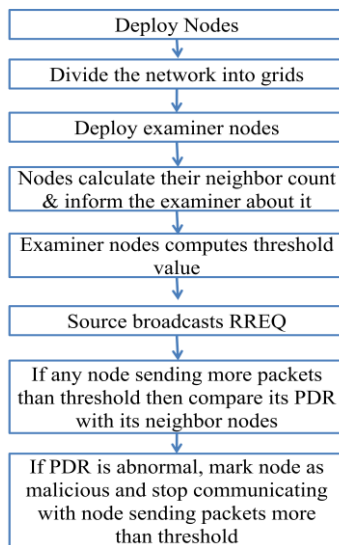 Deploy Nodes
Divide the network into grids
Deploy examiner nodes
Nodes calculate their neighbor count
& inform the examiner about it
Examiner nodes computes threshold
value
Source broadcasts RREQ
If any node sending more packets
than threshold then compare its PDR
with its neighbor nodes
If PDR is abnormal, mark node as
malicious and stop communicating
with node sending packets more
than threshold